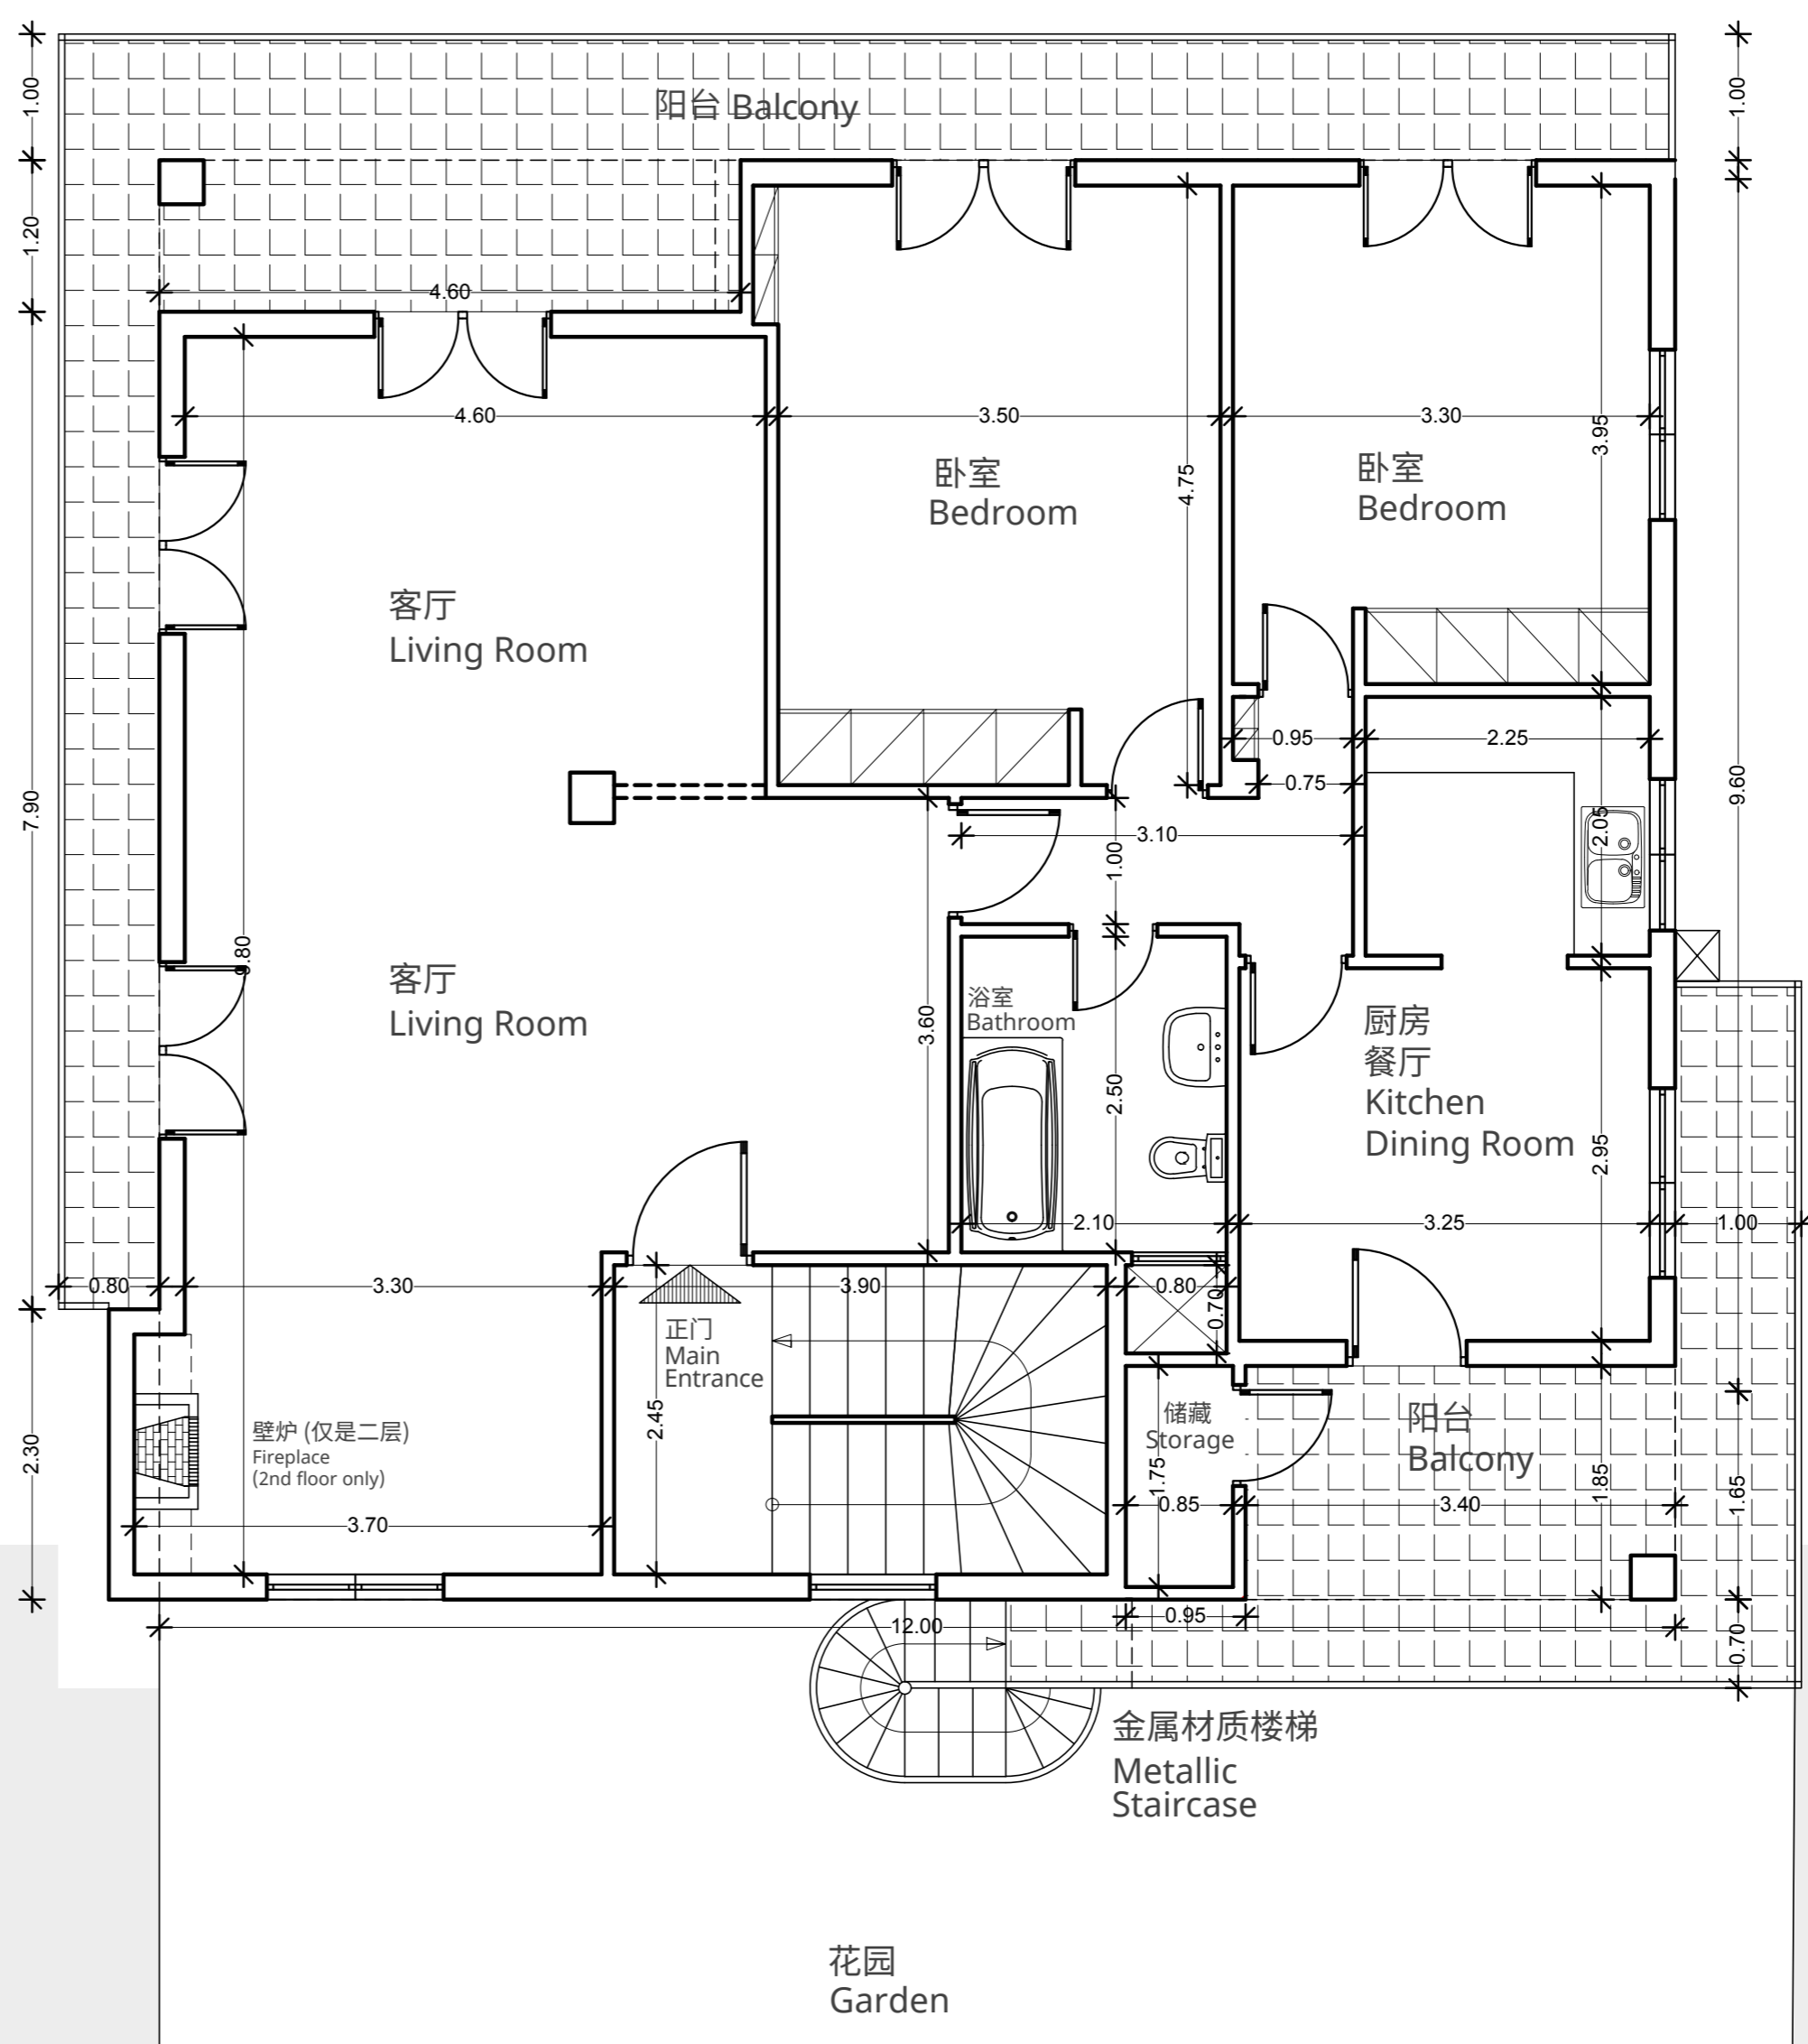 阳台 Balcony
1.00
1.00
1.20
4.60
4.60
3.50
3.30
3.95
4.75
卧室
Bedroom
卧室
Bedroom
客厅
Living Room
0.95
2.25
0.75
7.90
9.60
2.05
3.10
1.00
9.80
客厅
Living Room
3.60
浴室
Bathroom
2.50
厨房
餐厅
Kitchen
Dining Room
2.95
2.10
3.25
1.00
0.80
3.30
3.90
0.80
0.70
正门
Main
Entrance
2.45
2.30
壁炉 (仅是二层)
Fireplace
(2nd floor only)
储藏
Storage
1.75
0.85
阳台
Balcony
1.85
1.65
3.40
3.70
0.95
12.00
0.70
金属材质楼梯
Metallic
Staircase
花园
Garden